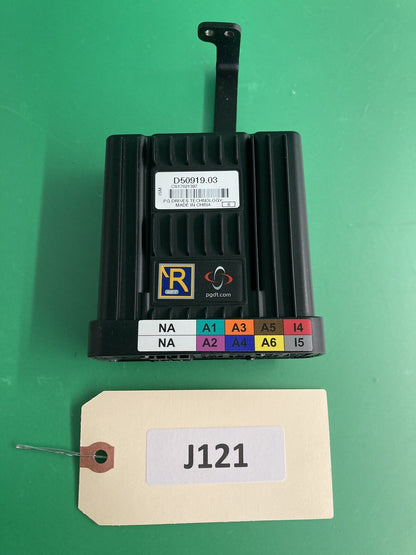 D50919.03
PG DRIVES TECHNOLOGY
MADE IN CHINA
R
pgdt.com
NA A1 A3 A5 I4
NA A2 A4 A6 I5
J121